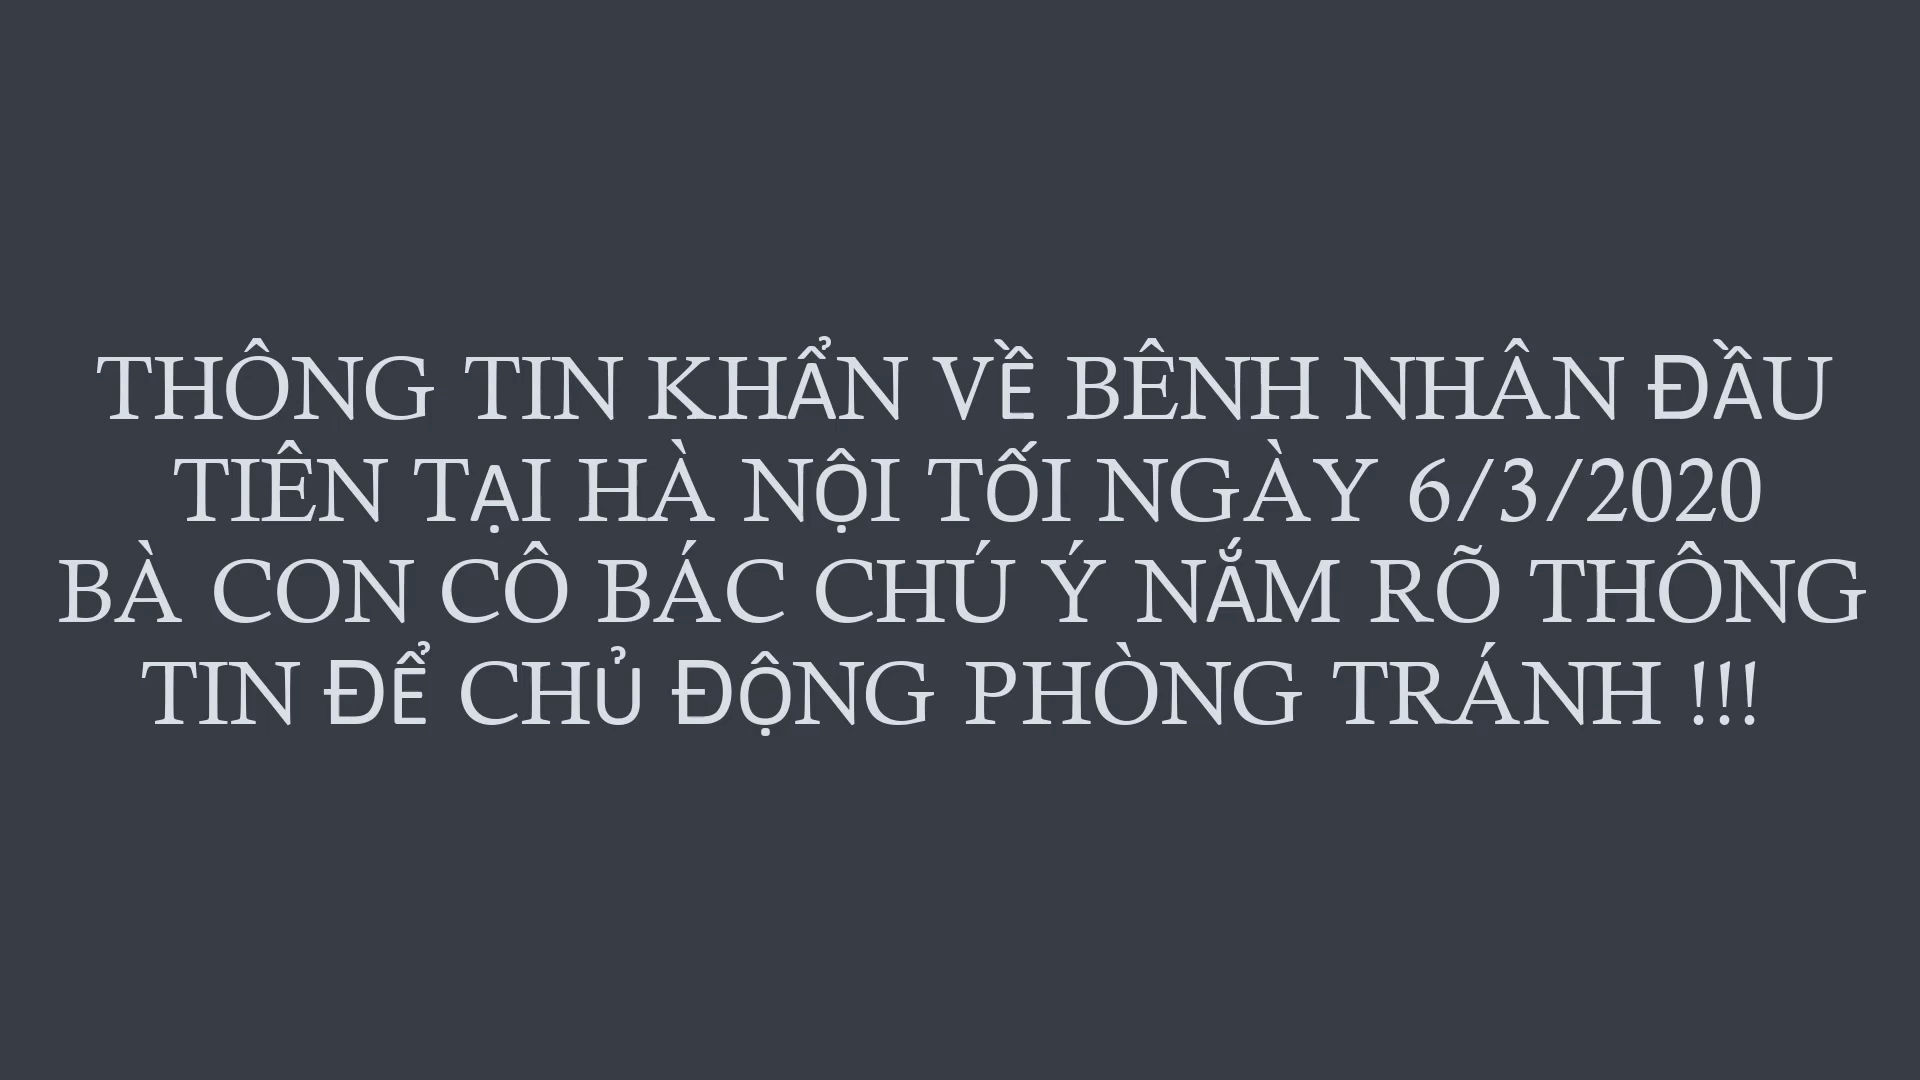 THÔNG TIN KHẨN VỀ BÊNH NHÂN ĐẦU
TIÊN TẠI HÀ NỘI TỐI NGÀY 6/3/2020
BÀ CON CÔ BÁC CHÚ Ý NẮM RÕ THÔNG
TIN ĐỂ CHỦ ĐỘNG PHÒNG TRÁNH !!!